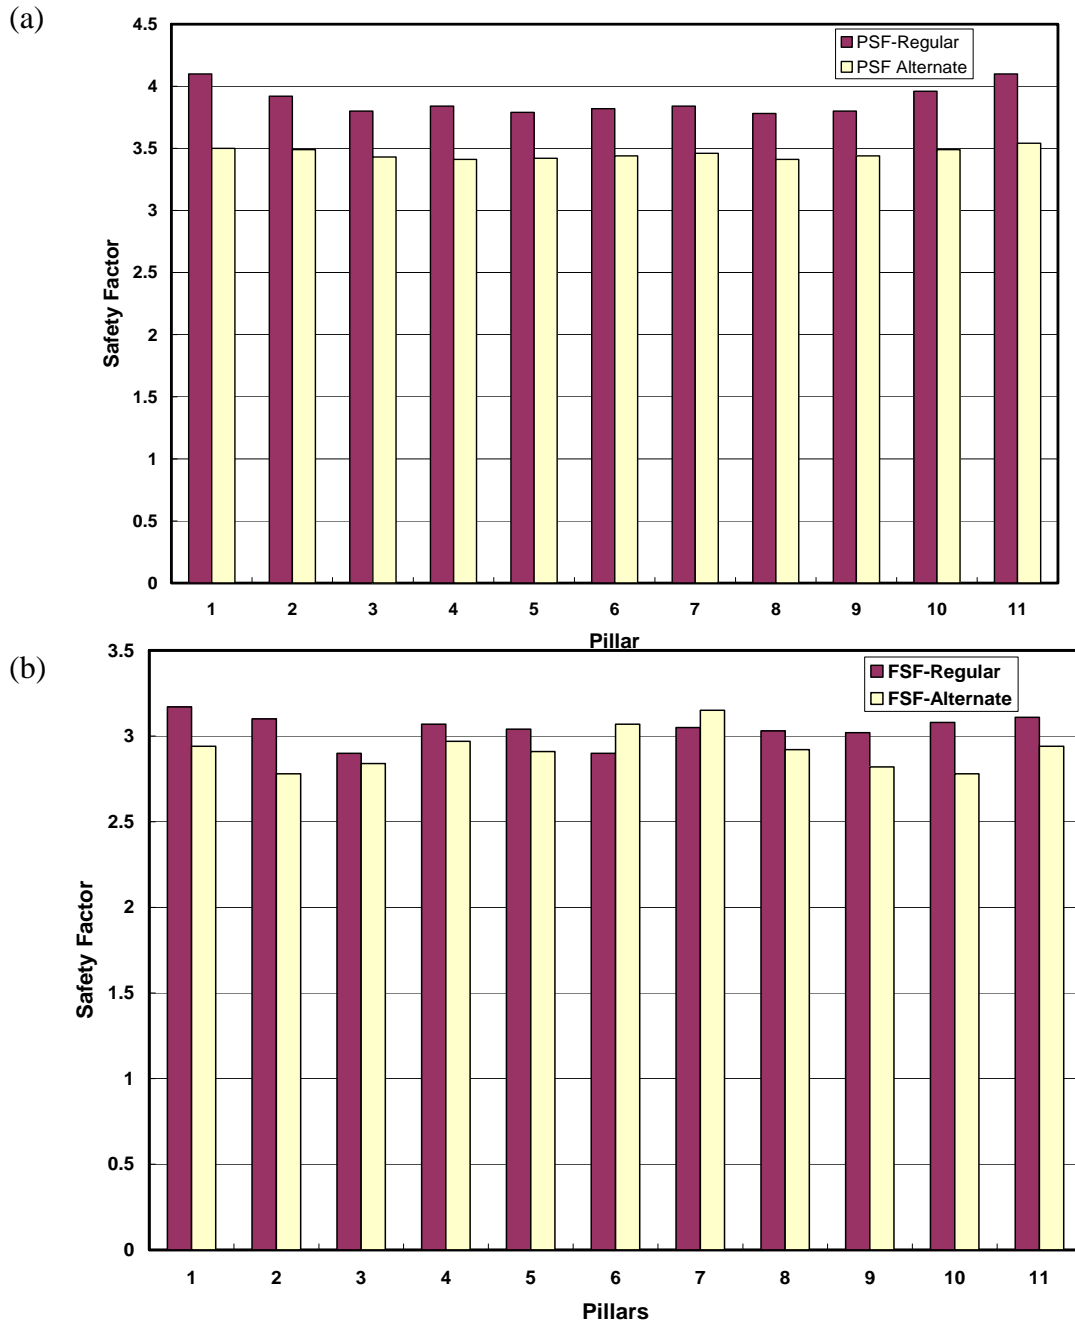 (a)
4.5
4
3.5
3
2.5
2
1.5
1
0.5
0
Safety Factor
PSF-Regular
PSF Alternate
1 2 3 4 5 6 7 8 9 10 11
Pillar
(b)
3.5
3
2.5
2
1.5
1
0.5
0
Safety Factor
FSF-Regular
FSF-Alternate
1 2 3 4 5 6 7 8 9 10 11
Pillars